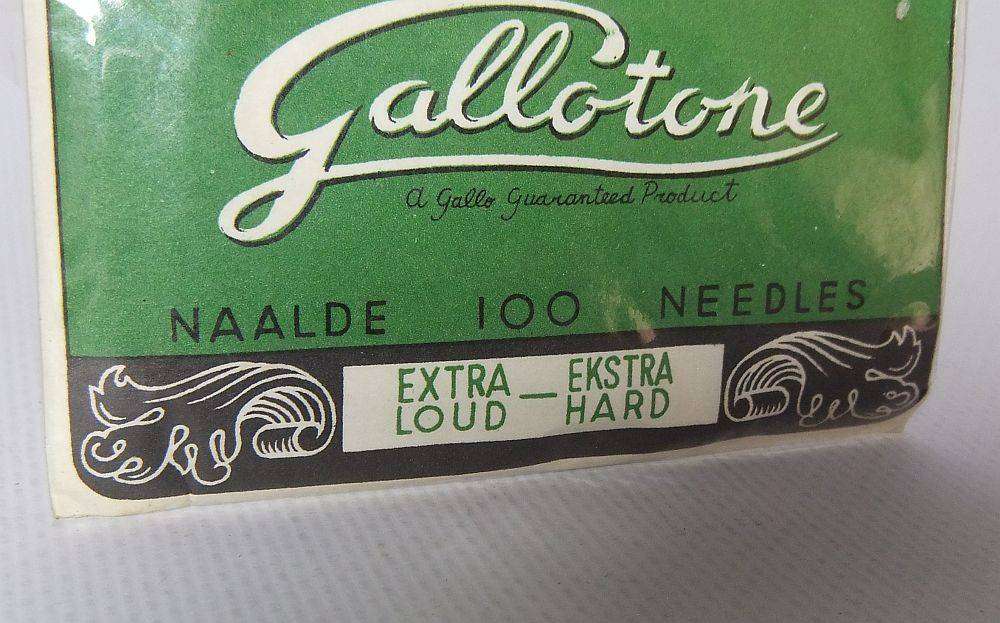 Gallotone
A Gallo Guaranteed Product
NAALDE 100 NEEDLES
EXTRA LOUD — EKSTRA HARD